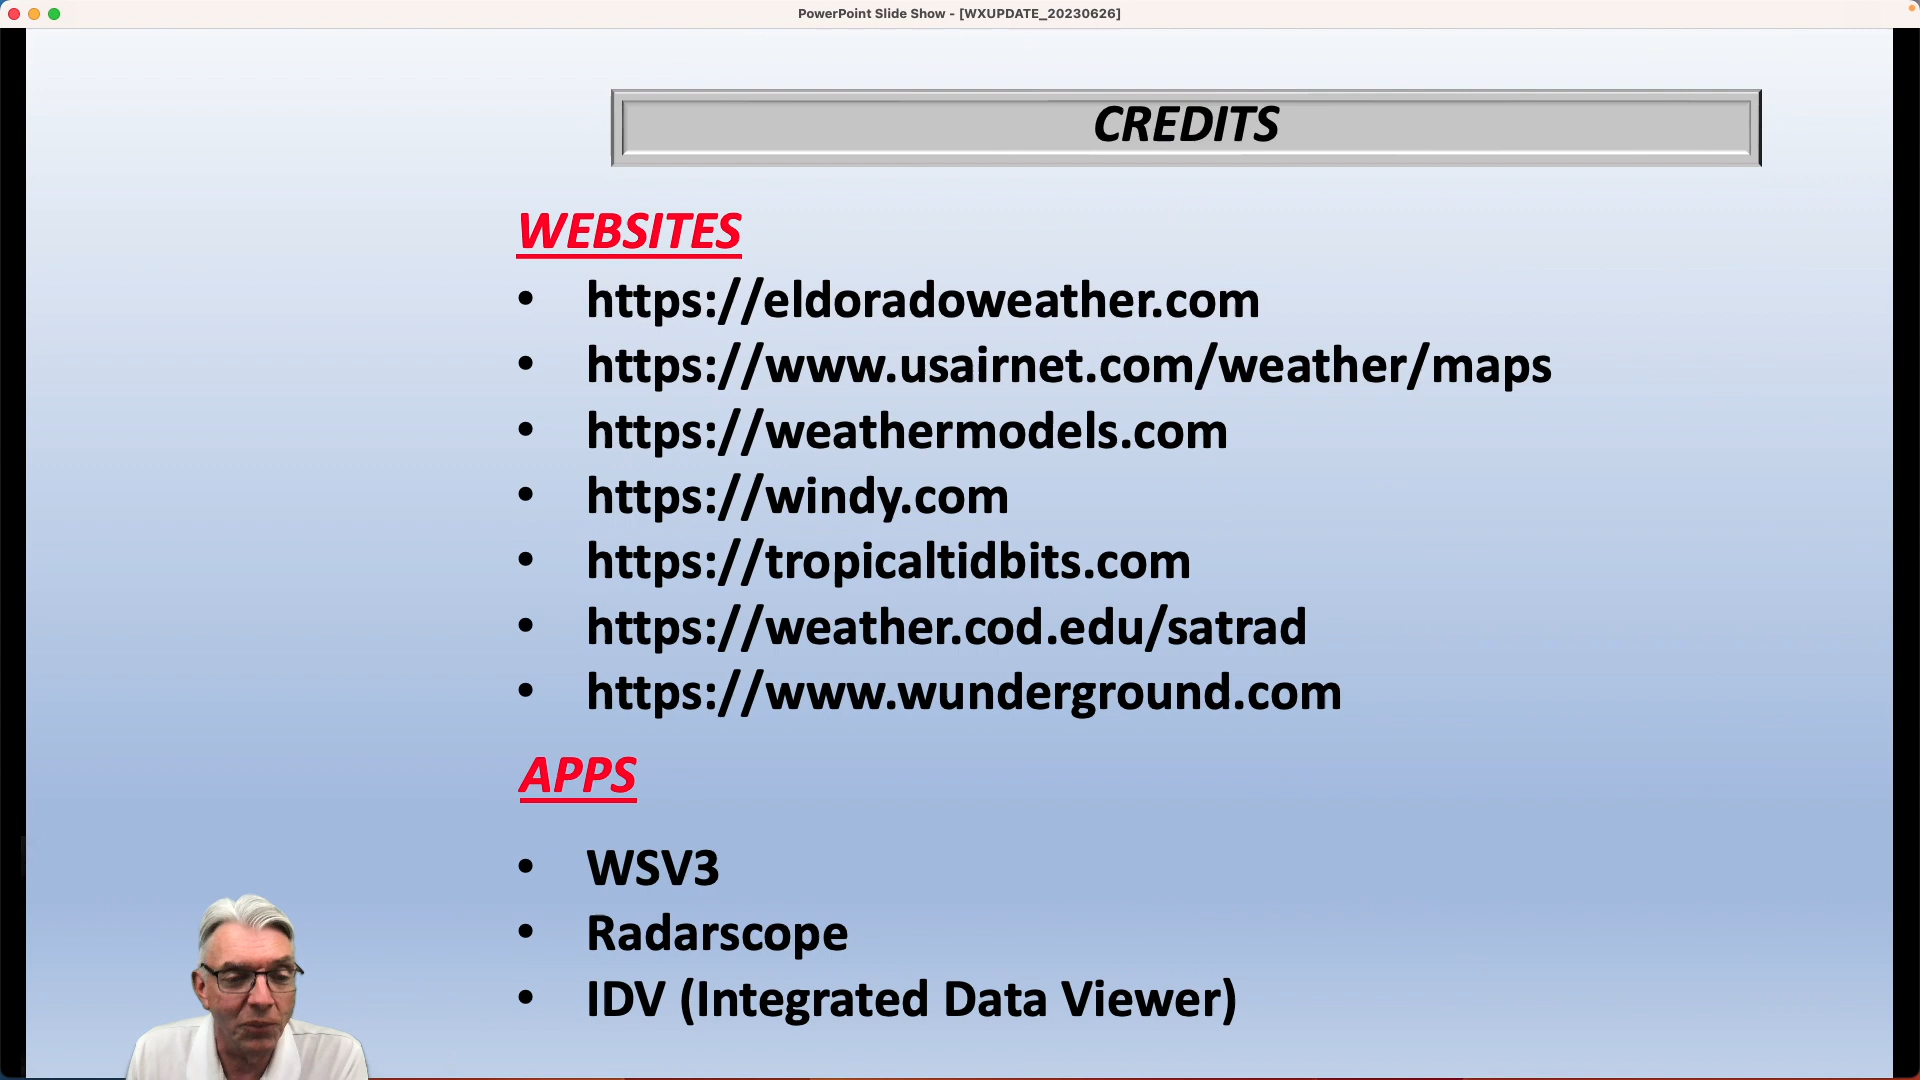 PowerPoint Slide Show - [WXUPDATE_20230626]
CREDITS
WEBSITES
• https://eldoradoweather.com
• https://www.usairnet.com/weather/maps
• https://weathermodels.com
• https://windy.com
• https://tropicaltidbits.com
• https://weather.cod.edu/satrad
• https://www.wunderground.com
APPS
• WSV3
• Radarscope
• IDV (Integrated Data Viewer)